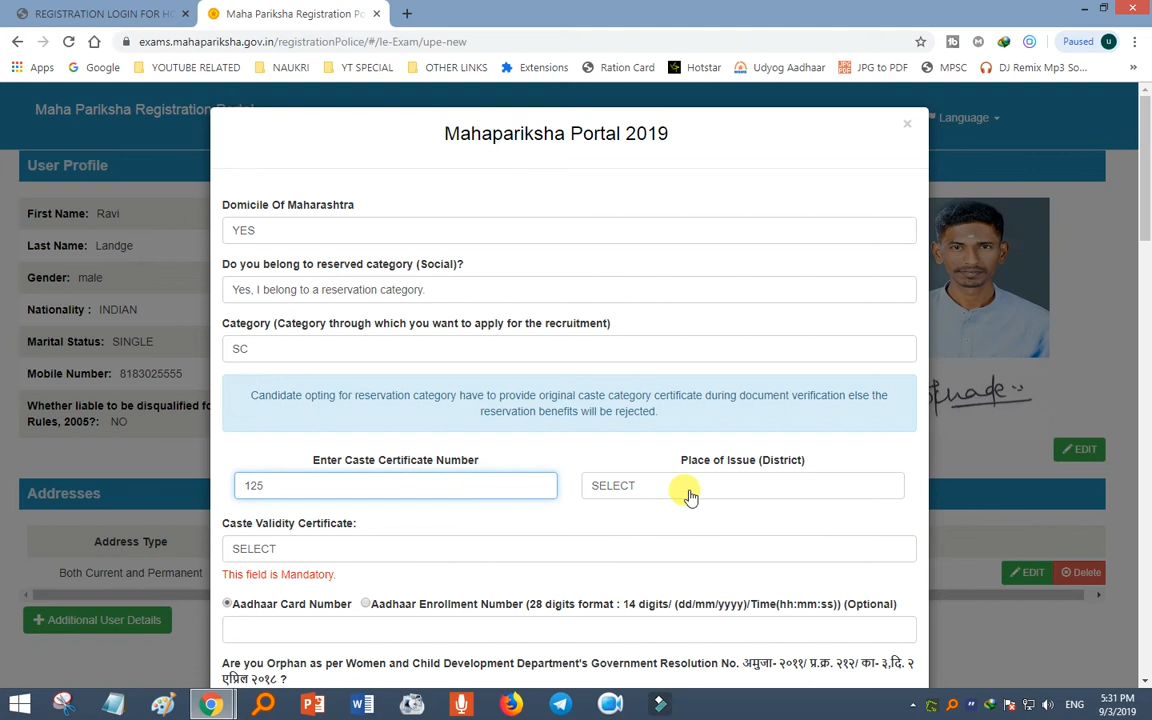 REGISTRATION LOGIN FOR HO
Maha Pariksha Registration Po
exams.mahapariksha.gov.in/registrationPolice/#/le-Exam/upe-new
Paused
u
Apps
Google
YOUTUBE RELATED
NAUKRI
YT SPECIAL
OTHER LINKS
Extensions
Ration Card
Hotstar
Udyog Aadhaar
JPG to PDF
MPSC
DJ Remix Mp3 So...
Maha Pariksha Registration Portal
Language
Mahapariksha Portal 2019
User Profile
First Name: Ravi
Last Name: Landge
Gender: male
Nationality : INDIAN
Marital Status: SINGLE
Mobile Number: 8183025555
Whether liable to be disqualified fo
Rules, 2005?: NO
Domicile Of Maharashtra
YES
Do you belong to reserved category (Social)?
Yes, I belong to a reservation category.
Category (Category through which you want to apply for the recruitment)
SC
Candidate opting for reservation category have to provide original caste category certificate during document verification else the
reservation benefits will be rejected.
EDIT
Enter Caste Certificate Number
Place of Issue (District)
125
SELECT
Addresses
Address Type
Both Current and Permanent
Caste Validity Certificate:
SELECT
This field is Mandatory.
EDIT
Delete
Aadhaar Card Number
Aadhaar Enrollment Number (28 digits format : 14 digits/ (dd/mm/yyyy)/Time(hh:mm:ss)) (Optional)
Additional User Details
Are you Orphan as per Women and Child Development Department's Government Resolution No. अमुजा- २०११/ प्र.क्र. २१२/ का- ३,दि. २
एप्रिल २०१८ ?
ENG
5:31 PM
9/3/2019